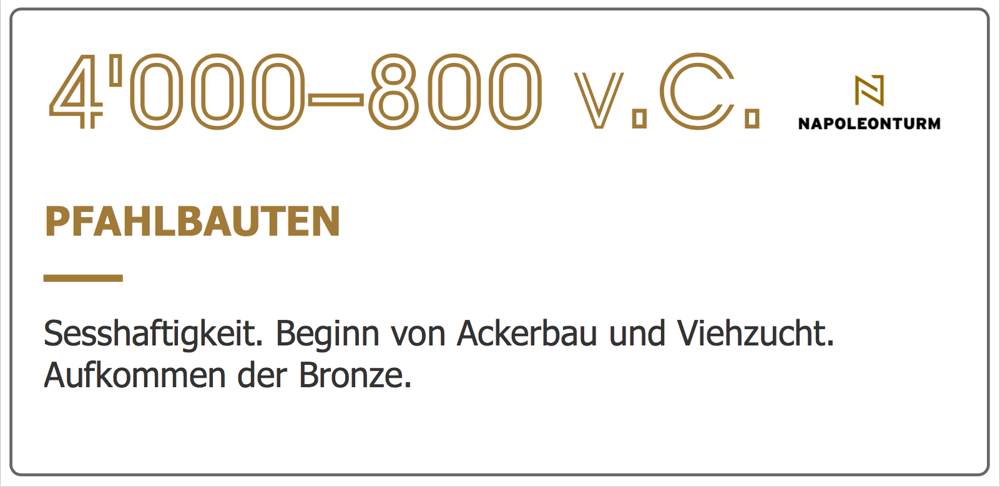 4'000–800 v.C.
NAPOLEONTURM
PFAHLBAUTEN
Sesshaftigkeit. Beginn von Ackerbau und Viehzucht.
Aufkommen der Bronze.